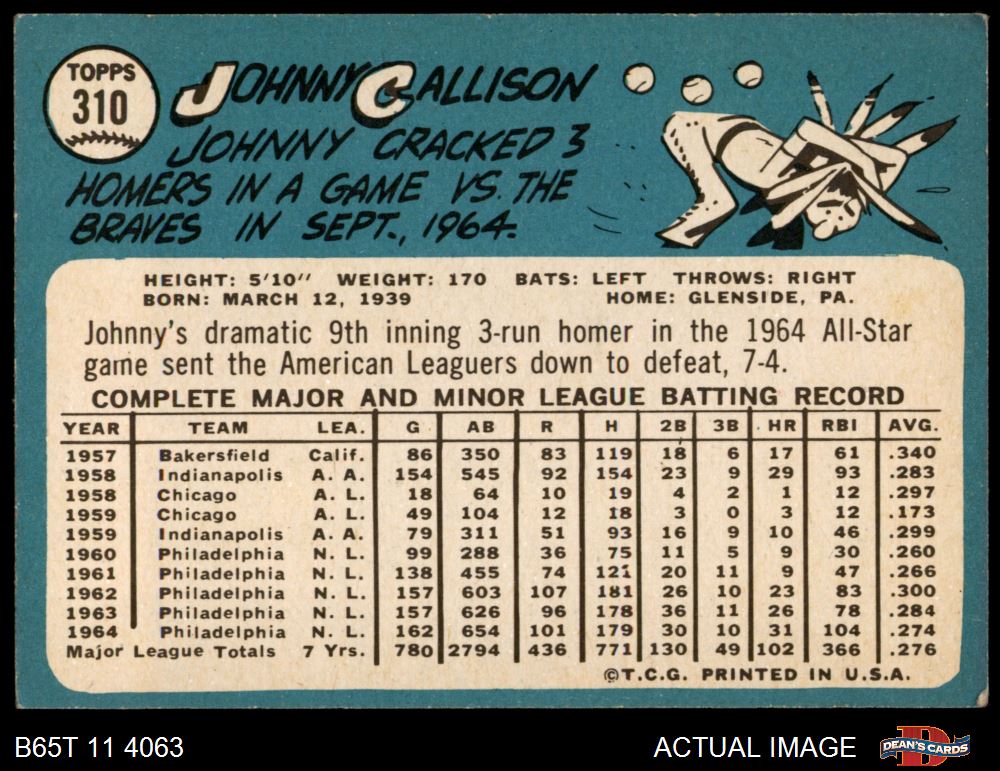 TOPPS
310
JOHNNY CALLISON
JOHNNY CRACKED 3
HOMERS IN A GAME VS. THE
BRAVES IN SEPT., 1964.
HEIGHT: 5'10" WEIGHT: 170 BATS: LEFT THROWS: RIGHT
BORN: MARCH 12, 1939 HOME: GLENSIDE, PA.
Johnny's dramatic 9th inning 3-run homer in the 1964 All-Star
game sent the American Leaguers down to defeat, 7-4.
COMPLETE MAJOR AND MINOR LEAGUE BATTING RECORD
YEAR TEAM LEA. G AB R H 2B 3B HR RBI AVG.
1957 Bakersfield Calif. 86 350 83 119 18 6 17 61 .340
1958 Indianapolis A. A. 154 545 92 154 23 9 29 93 .283
1958 Chicago A. L. 18 64 10 19 4 2 1 12 .297
1959 Chicago A. L. 49 104 12 18 3 0 3 12 .173
1959 Indianapolis A. A. 79 311 51 93 16 9 10 46 .299
1960 Philadelphia N. L. 99 288 36 75 11 5 9 30 .260
1961 Philadelphia N. L. 138 455 74 121 20 11 9 47 .266
1962 Philadelphia N. L. 157 603 107 181 26 10 23 83 .300
1963 Philadelphia N. L. 157 626 96 178 36 11 26 78 .284
1964 Philadelphia N. L. 162 654 101 179 30 10 31 104 .274
Major League Totals 7 Yrs. 780 2794 436 771 130 49 102 366 .276
©T.C.G. PRINTED IN U.S.A.
B65T 11 4063 ACTUAL IMAGE DEAN'S CARDS